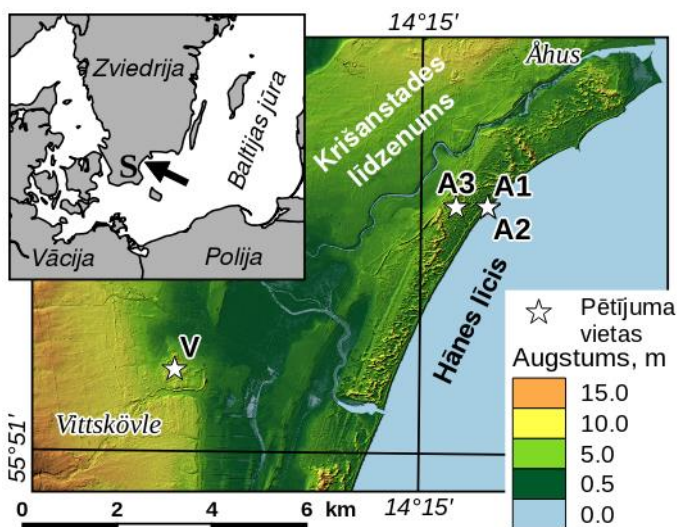 14°15'
Zviedrija
Baltijas jūra
S
Vācija
Polija
Åhus
Krišanstades
līdzenums
A3
A1
A2
Hānes līcis
V
Vittskövle
55°51'
Pētījuma
vietas
Augstums, m
15.0
10.0
5.0
0.5
0.0
0 2 4 6 km
14°15'